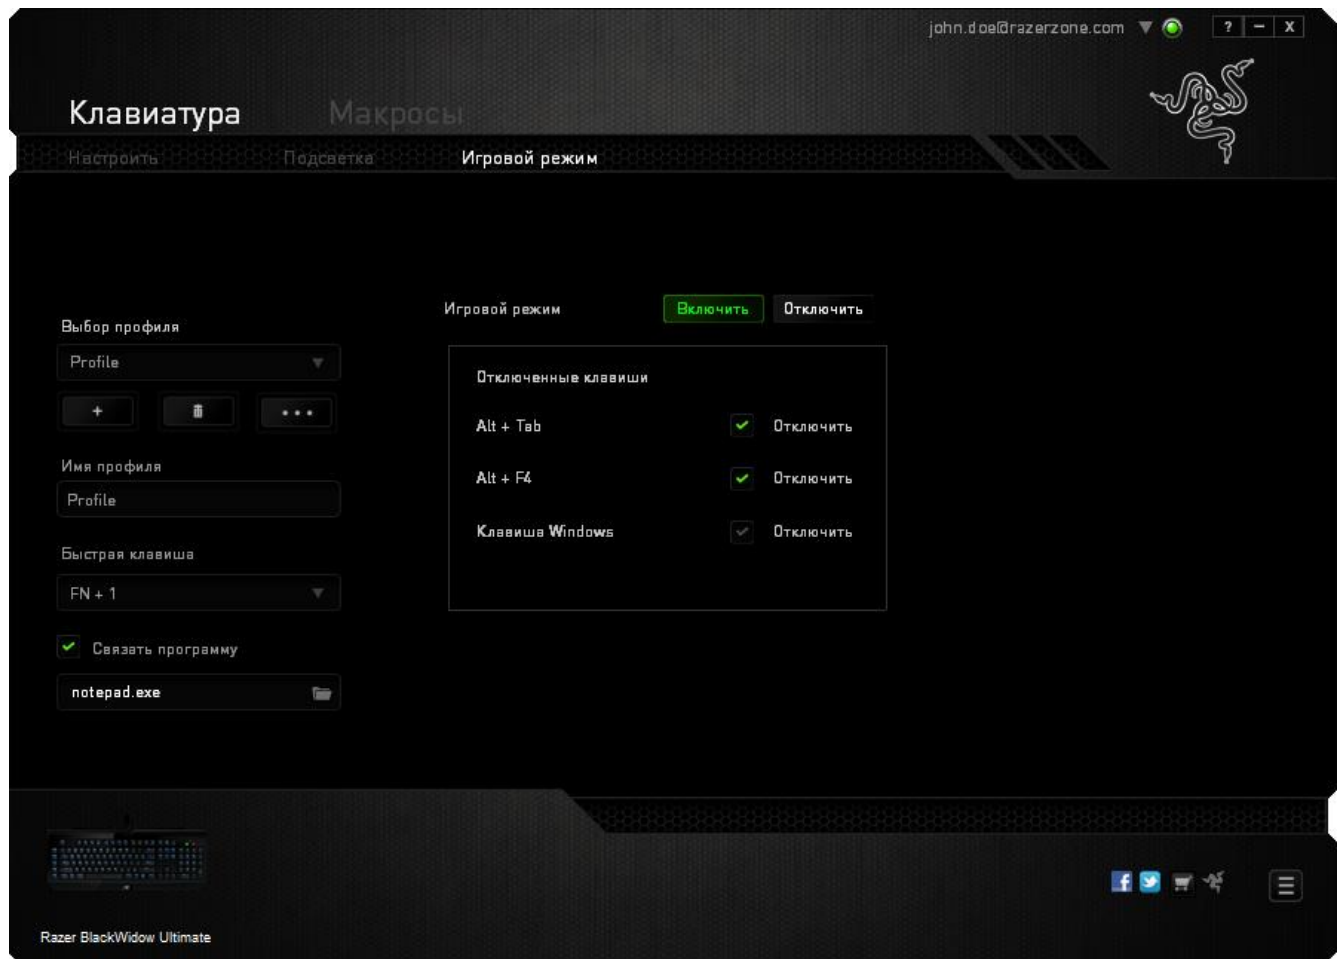 john.doe@razerzone.com
? – X
Клавиатура Макросы
Настроить Подсветка Игровой режим
Игровой режим Включить Отключить
Выбор профиля
Profile
+ •••
Отключенные клавиши
Alt + Tab Отключить
Имя профиля
Profile
Alt + F4 Отключить
Клавиша Windows Отключить
Быстрая клавиша
FN + 1
Связать программу
notepad.exe
Razer BlackWidow Ultimate